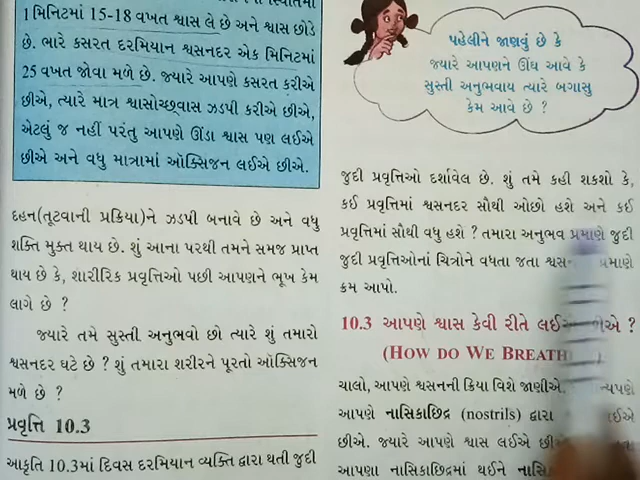 1 મિનિટમાં 15-18 વખત શ્વાસ લે છે અને શ્વાસ છોડે
છે. ભારે કસરત દરમિયાન શ્વસનદર એક મિનિટમાં
25 વખત જોવા મળે છે. જ્યારે આપણે કસરત કરીએ
છીએ, ત્યારે માત્ર શ્વાસોચ્છ્વાસ ઝડપી કરીએ છીએ,
એટલું જ નહીં પરંતુ આપણે ઊંડા શ્વાસ પણ લઈએ
છીએ અને વધુ માત્રામાં ઑક્સિજન લઈએ છીએ.
દહન(તૂટવાની પ્રક્રિયા)ને ઝડપી બનાવે છે અને વધુ
શક્તિ મુક્ત થાય છે. શું આના પરથી તમને સમજ પ્રાપ્ત
થાય છે કે, શારીરિક પ્રવૃત્તિઓ પછી આપણને ભૂખ કેમ
લાગે છે ?
જ્યારે તમે સુસ્તી અનુભવો છો ત્યારે શું તમારો
શ્વસનદર ઘટે છે ? શું તમારા શરીરને પૂરતો ઑક્સિજન
મળે છે ?
પ્રવૃત્તિ 10.3
આકૃતિ 10.3માં દિવસ દરમિયાન વ્યક્તિ દ્વારા થતી જુદી
પહેલીને જાણવું છે કે
જ્યારે આપણને ઊંઘ આવે કે
સુસ્તી અનુભવાય ત્યારે બગાસુ
કેમ આવે છે ?
જુદી પ્રવૃત્તિઓ દર્શાવેલ છે. શું તમે કહી શકશો કે,
કઈ પ્રવૃત્તિમાં શ્વસનદર સૌથી ઓછો હશે અને કઈ
પ્રવૃત્તિમાં સૌથી વધુ હશે ? તમારા અનુભવ પ્રમાણે જુદી
જુદી પ્રવૃત્તિઓનાં ચિત્રોને વધતા જતા પ્રમાણે
ક્રમ આપો.
10.3 આપણે શ્વાસ કેવી રીતે ?
(HOW DO WE BREATH
ચાલો, આપણે શ્વસનની ક્રિયા વિશે જાણીએ.
આપણે નાસિકાછિદ્ર (nostrils) દ્વારા
છીએ. જ્યારે આપણે શ્વાસ લઈએ
આપણા નાસિકાછિદ્રમાં થઈને